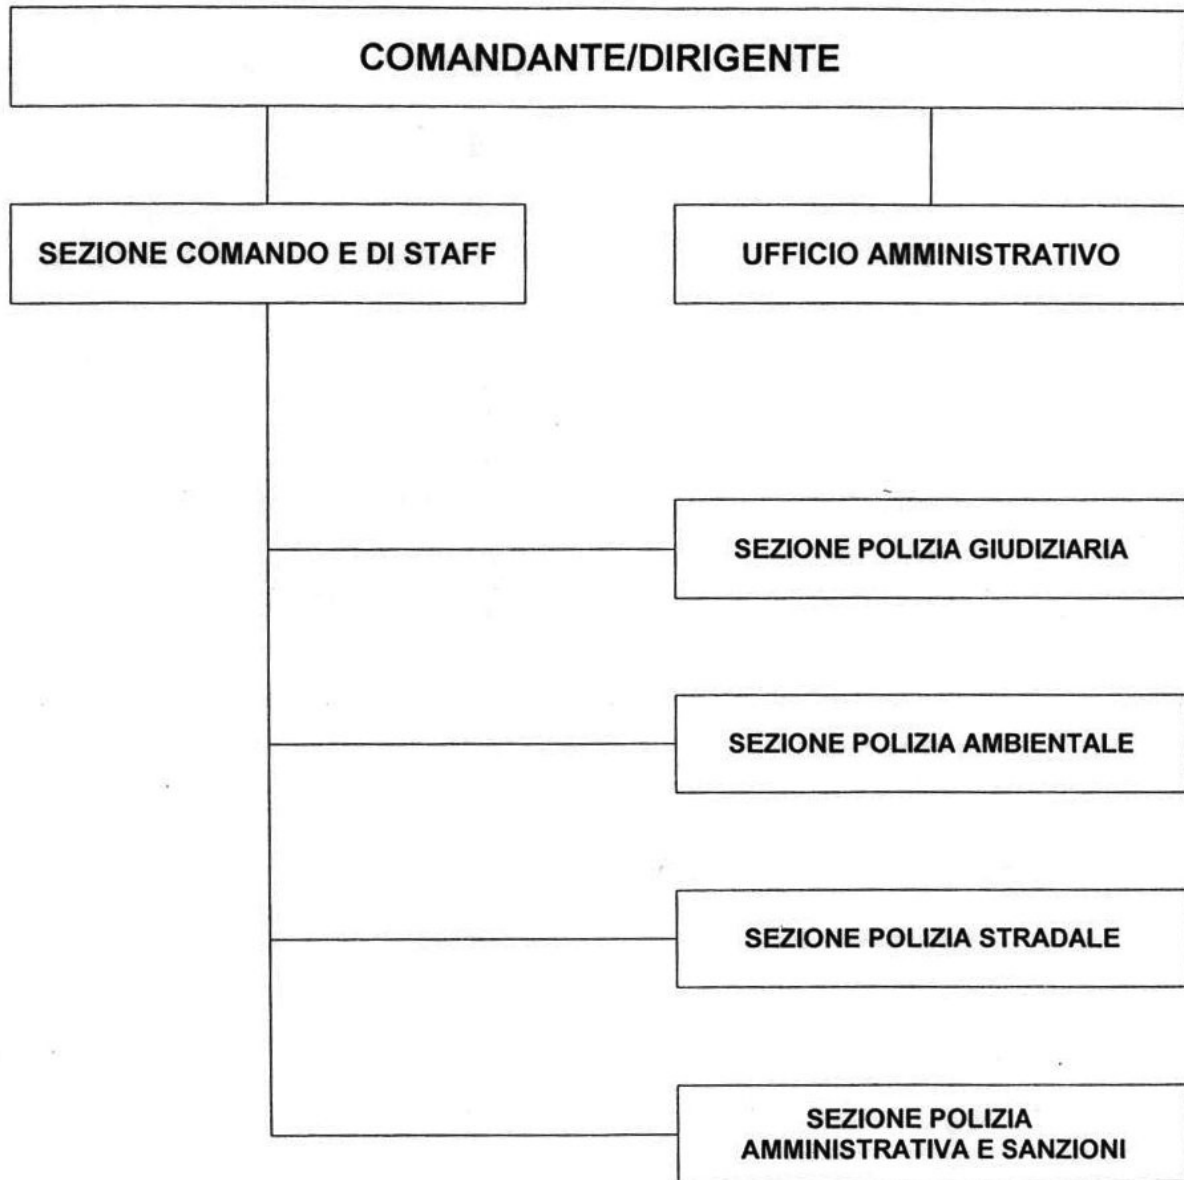 COMANDANTE/DIRIGENTE
SEZIONE COMANDO E DI STAFF
UFFICIO AMMINISTRATIVO
SEZIONE POLIZIA GIUDIZIARIA
SEZIONE POLIZIA AMBIENTALE
SEZIONE POLIZIA STRADALE
SEZIONE POLIZIA
AMMINISTRATIVA E SANZIONI